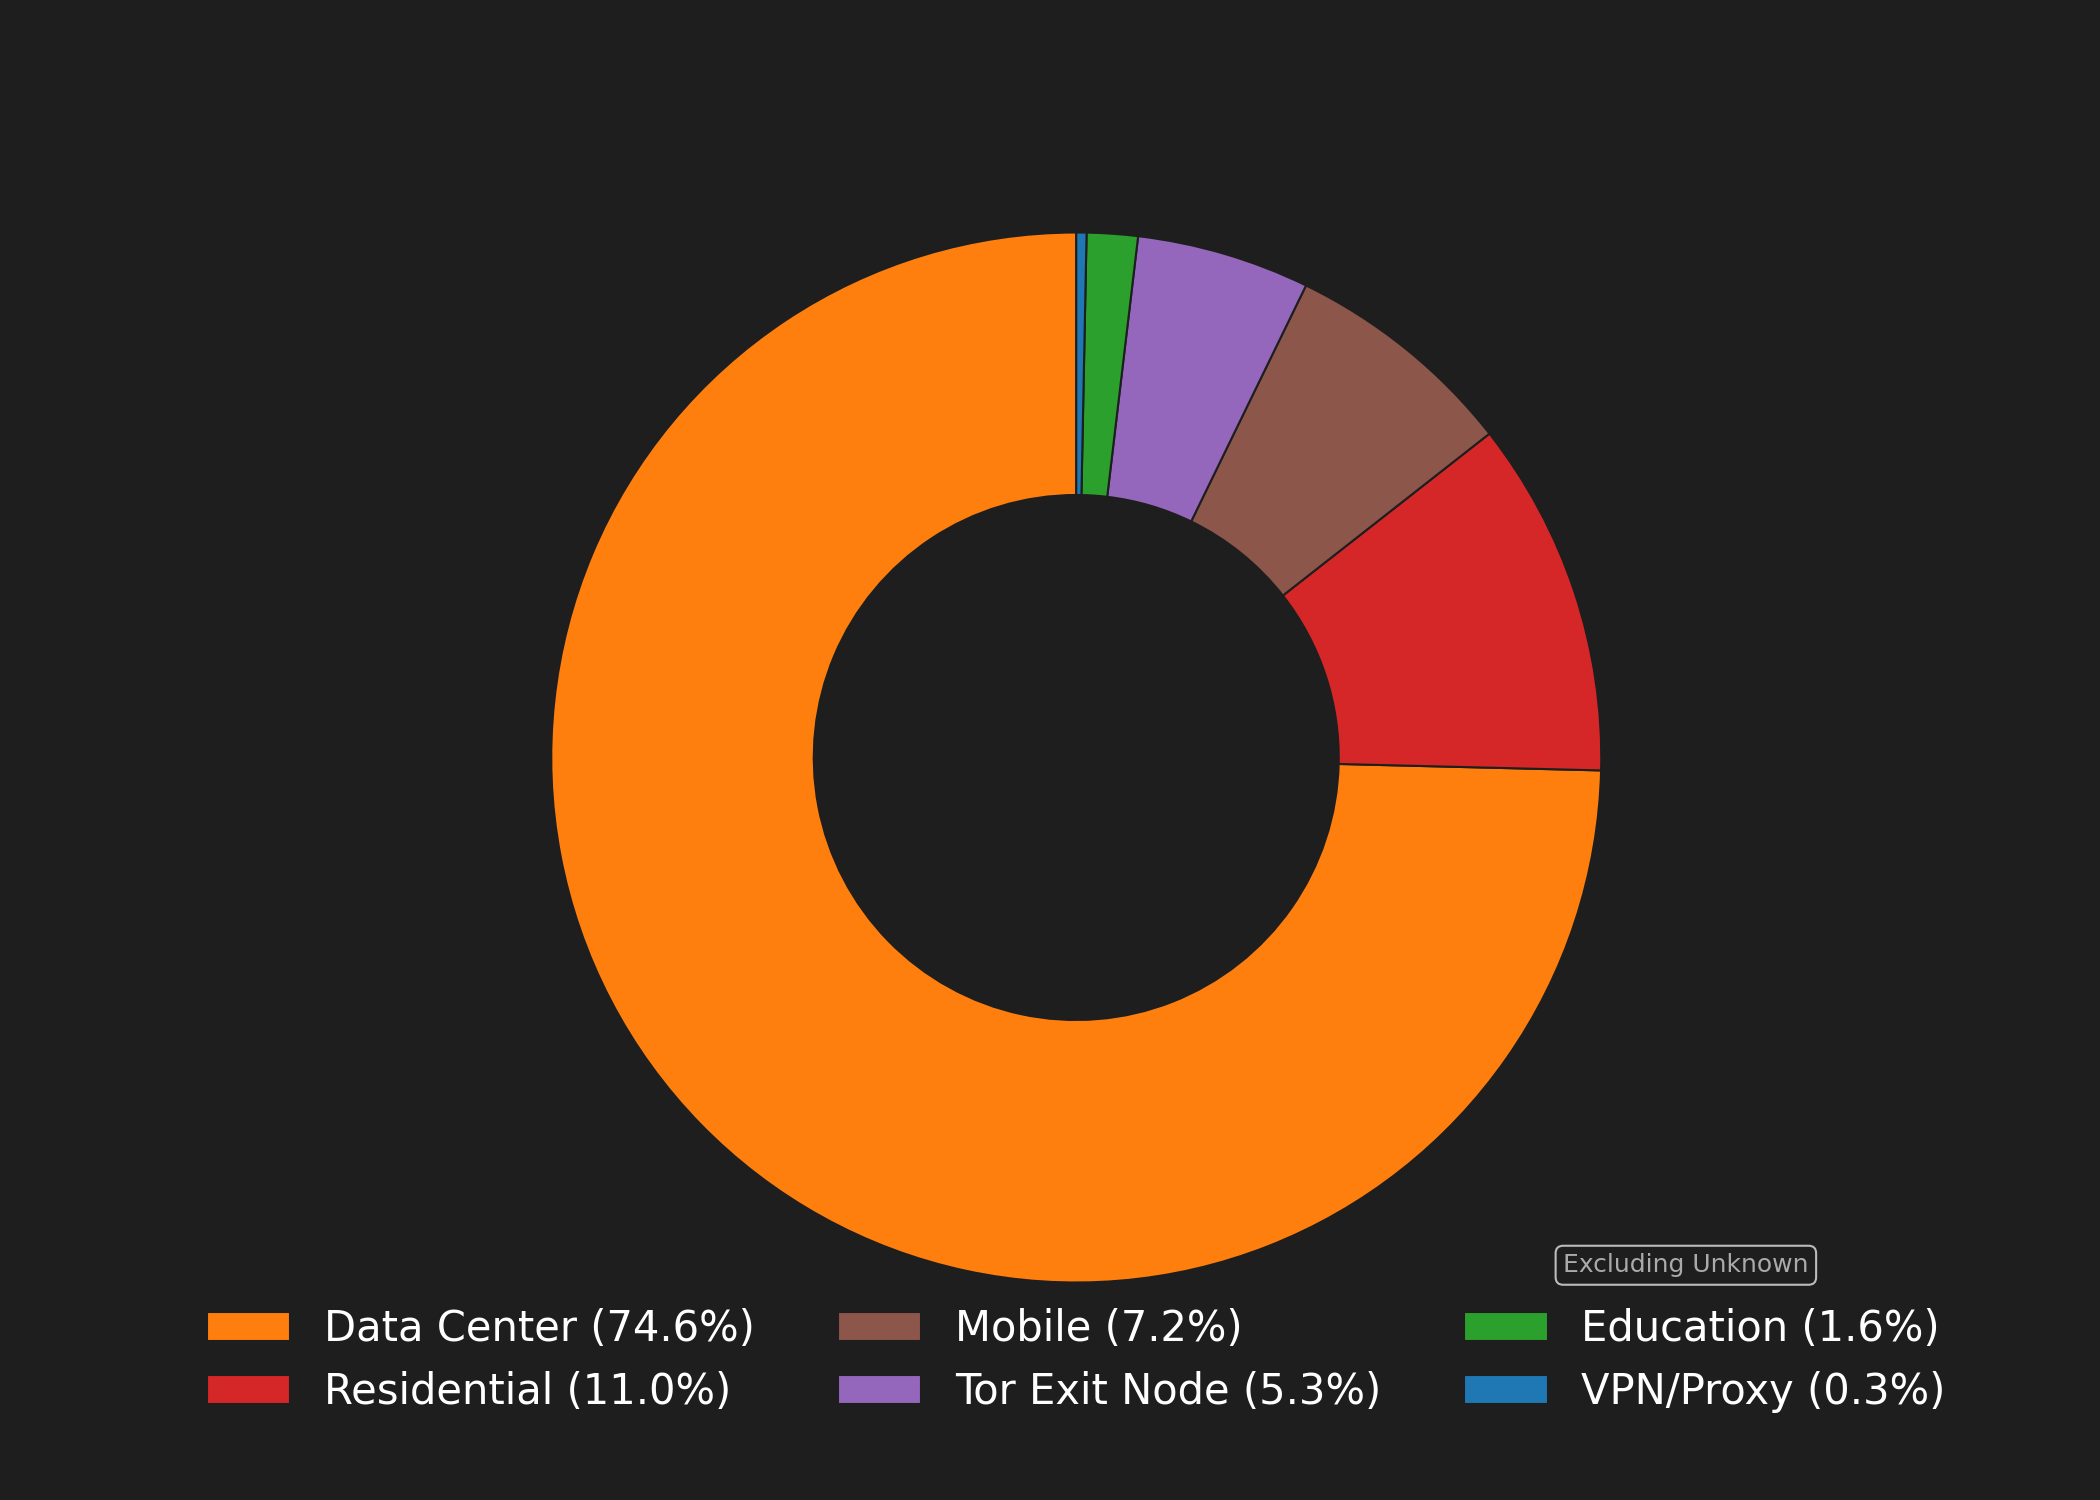 Excluding Unknown
Data Center (74.6%)
Residential (11.0%)
Mobile (7.2%)
Tor Exit Node (5.3%)
Education (1.6%)
VPN/Proxy (0.3%)